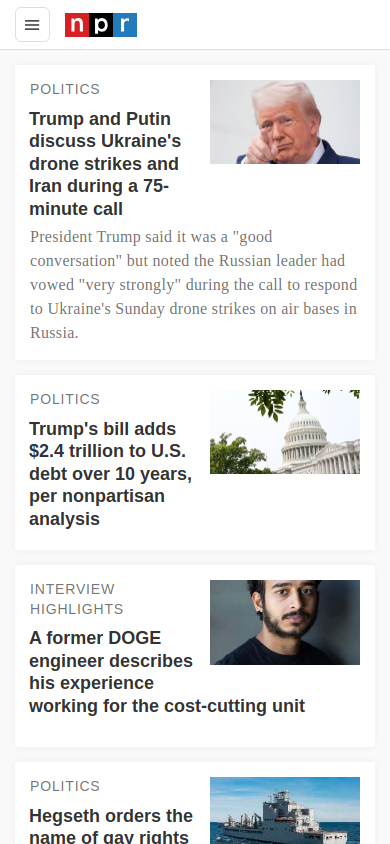 npr
POLITICS
Trump and Putin
discuss Ukraine's
drone strikes and
Iran during a 75-
minute call
President Trump said it was a "good
conversation" but noted the Russian leader had
vowed "very strongly" during the call to respond
to Ukraine's Sunday drone strikes on air bases in
Russia.
POLITICS
Trump's bill adds
$2.4 trillion to U.S.
debt over 10 years,
per nonpartisan
analysis
INTERVIEW
HIGHLIGHTS
A former DOGE
engineer describes
his experience
working for the cost-cutting unit
POLITICS
Hegseth orders the
name of gay rights